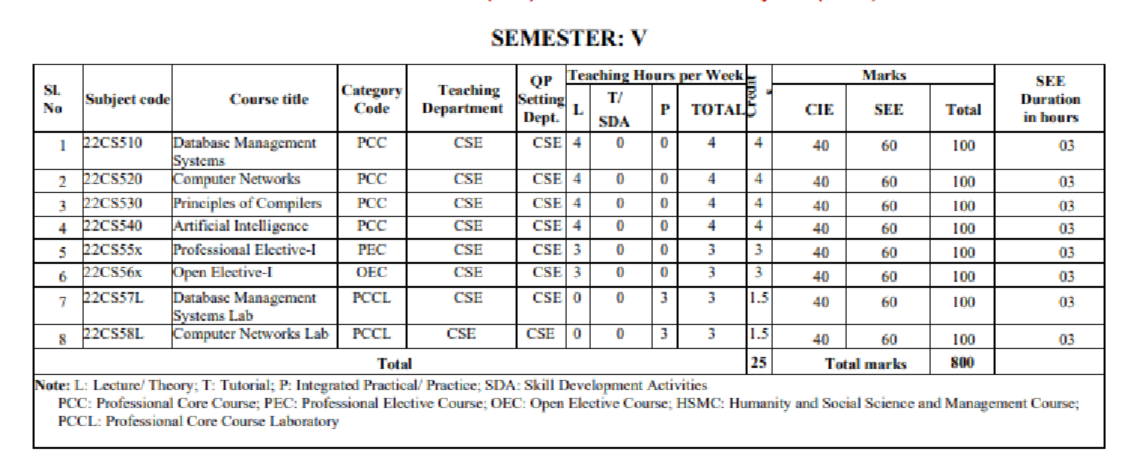 SEMESTER: V
Sl. No Subject code Course title Category Code Teaching Department QP Setting Dept. Teaching Hours per Week Credits Marks SEE Duration in hours
L T/ SDA P TOTAL CIE SEE Total
1 22CS510 Database Management Systems PCC CSE CSE 4 0 0 4 4 40 60 100 03
2 22CS520 Computer Networks PCC CSE CSE 4 0 0 4 4 40 60 100 03
3 22CS530 Principles of Compilers PCC CSE CSE 4 0 0 4 4 40 60 100 03
4 22CS540 Artificial Intelligence PCC CSE CSE 4 0 0 4 4 40 60 100 03
5 22CS55x Professional Elective-I PEC CSE CSE 3 0 0 3 3 40 60 100 03
6 22CS56x Open Elective-I OEC CSE CSE 3 0 0 3 3 40 60 100 03
7 22CS57L Database Management Systems Lab PCCL CSE CSE 0 0 3 3 1.5 40 60 100 03
8 22CS58L Computer Networks Lab PCCL CSE CSE 0 0 3 3 1.5 40 60 100 03
Total 25 Total marks 800
Note: L: Lecture/ Theory; T: Tutorial; P: Integrated Practical/ Practice; SDA: Skill Development Activities
PCC: Professional Core Course; PEC: Professional Elective Course; OEC: Open Elective Course; HSMC: Humanity and Social Science and Management Course;
PCCL: Professional Core Course Laboratory